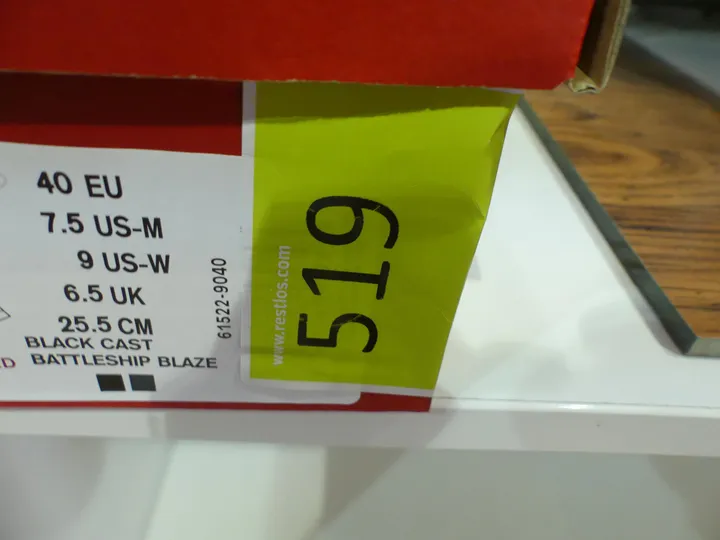 40 EU
7.5 US-M
9 US-W
6.5 UK
25.5 CM
BLACK CAST
ED BATTLESHIP BLAZE
61522-9040
www.restlos.com
519